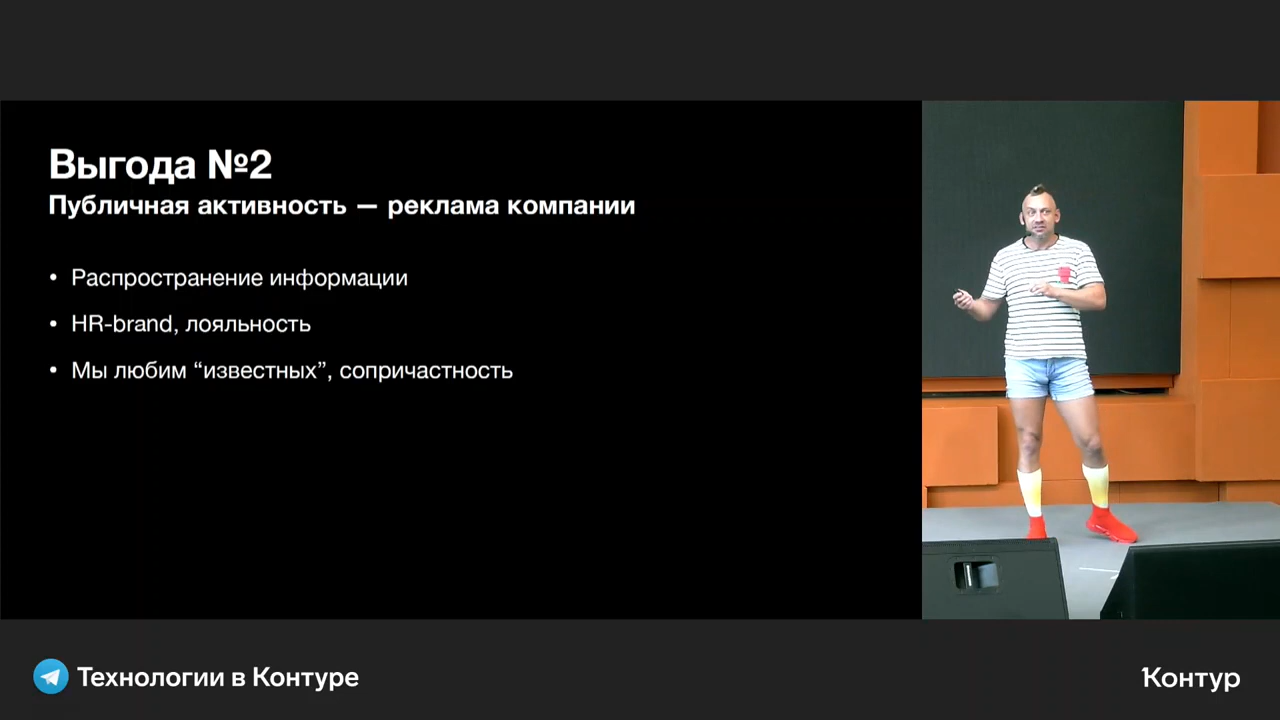 Выгода №2
Публичная активность — реклама компании
• Распространение информации
• HR-brand, лояльность
• Мы любим “известных”, сопричастность
Технологии в Контуре
Контур